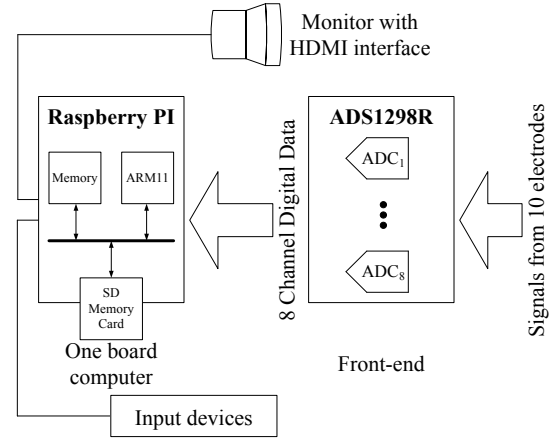 Monitor with
HDMI interface
Raspberry PI
Memory
ARM11
SD
Memory
Card
One board
computer
Input devices
8 Channel Digital Data
ADS1298R
ADC1
ADC8
Front-end
Signals from 10 electrodes